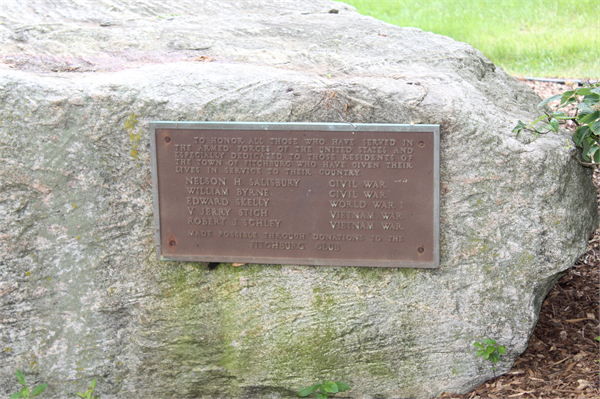 TO HONOR ALL THOSE WHO HAVE SERVED IN
THE ARMED FORCES OF THE UNITED STATES AND
ESPECIALLY DEDICATED TO THOSE RESIDENTS OF
THE TOWN OF FITCHBURG WHO HAVE GIVEN THEIR
LIVES IN SERVICE TO THEIR COUNTRY.
NELSON H SALISBURY CIVIL WAR
WILLIAM BYRNE CIVIL WAR
EDWARD SKELLY WORLD WAR I
V JERRY STICH VIETNAM WAR
ROBERT J SCHLEY VIETNAM WAR
MADE POSSIBLE THROUGH DONATIONS TO THE
FITCHBURG CLUB